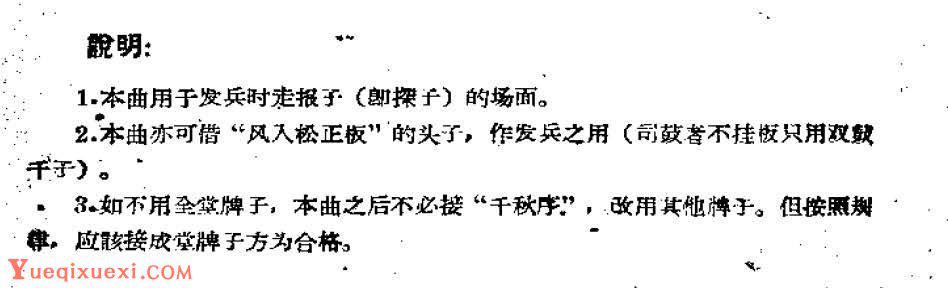 說明:
1.本曲用于发兵时走报子（即探子）的场面。
2.本曲亦可借“风入松正板”的头子，作发兵之用（司鼓者不挂板只用双鼓
千子）。
3.如不用全堂牌子，本曲之后不必接“千秋序”，改用其他牌子。但按照规
律，应该接成堂牌子方为合格。
Yueqixuexi.com